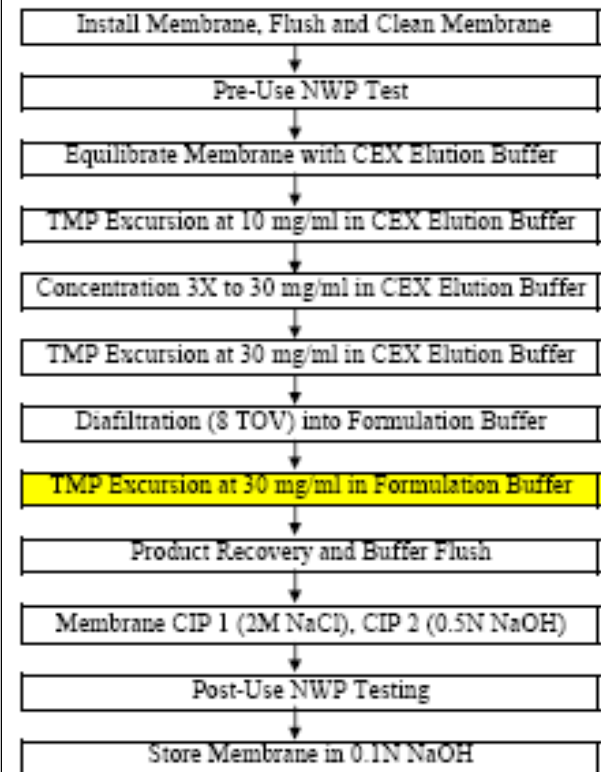 Install Membrane, Flush and Clean Membrane
Pre-Use NWP Test
Equilibrate Membrane with CEX Elution Buffer
TMP Excursion at 10 mg/ml in CEX Elution Buffer
Concentration 3X to 30 mg/ml in CEX Elution Buffer
TMP Excursion at 30 mg/ml in CEX Elution Buffer
Diafiltration (8 TOV) into Formulation Buffer
TMP Excursion at 30 mg/ml in Formulation Buffer
Product Recovery and Buffer Flush
Membrane CIP 1 (2M NaCl), CIP 2 (0.5N NaOH)
Post-Use NWP Testing
Store Membrane in 0.1N NaOH